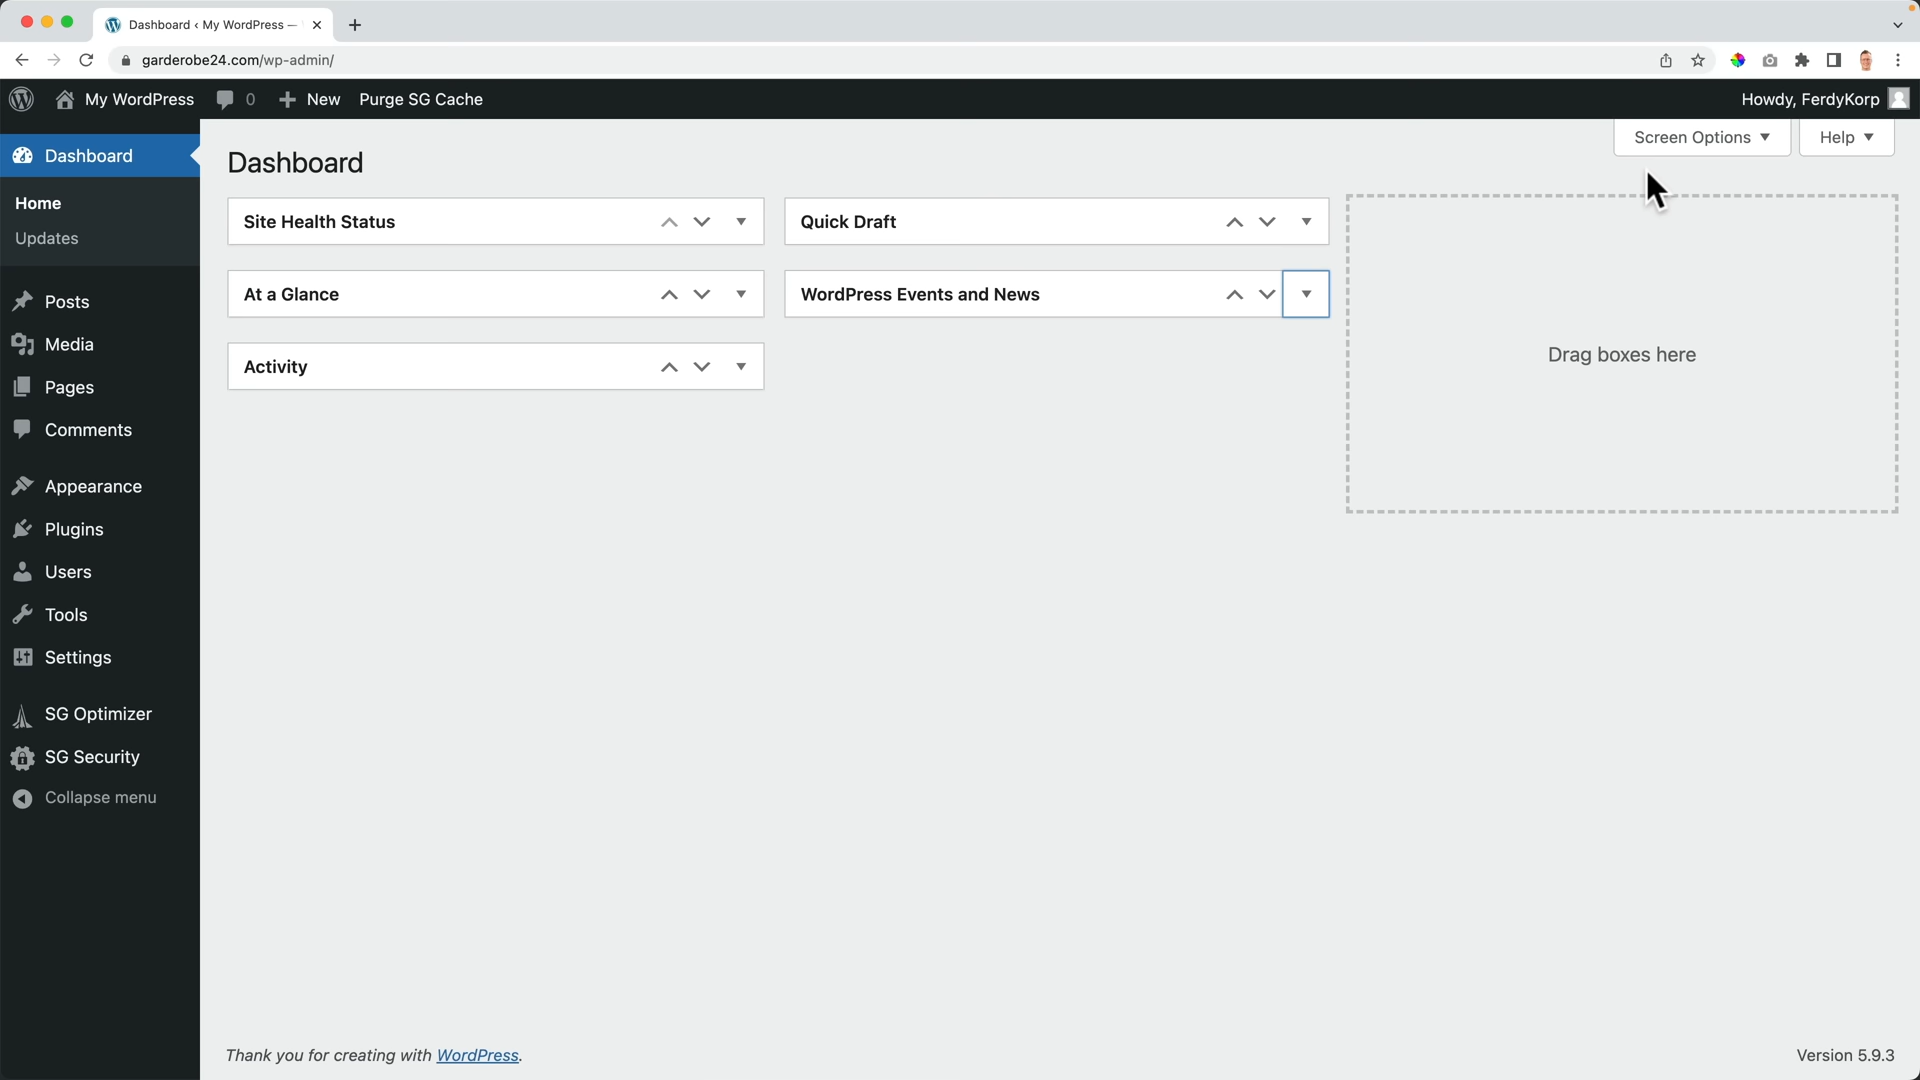 Dashboard ‹ My WordPress —
garderobe24.com/wp-admin/
My WordPress 0 New Purge SG Cache Howdy, FerdyKorp
Screen Options Help
Dashboard
Home
Updates
Posts
Media
Pages
Comments
Appearance
Plugins
Users
Tools
Settings
SG Optimizer
SG Security
Collapse menu
Dashboard
Site Health Status
At a Glance
Activity
Quick Draft
WordPress Events and News
Drag boxes here
Thank you for creating with WordPress.
Version 5.9.3